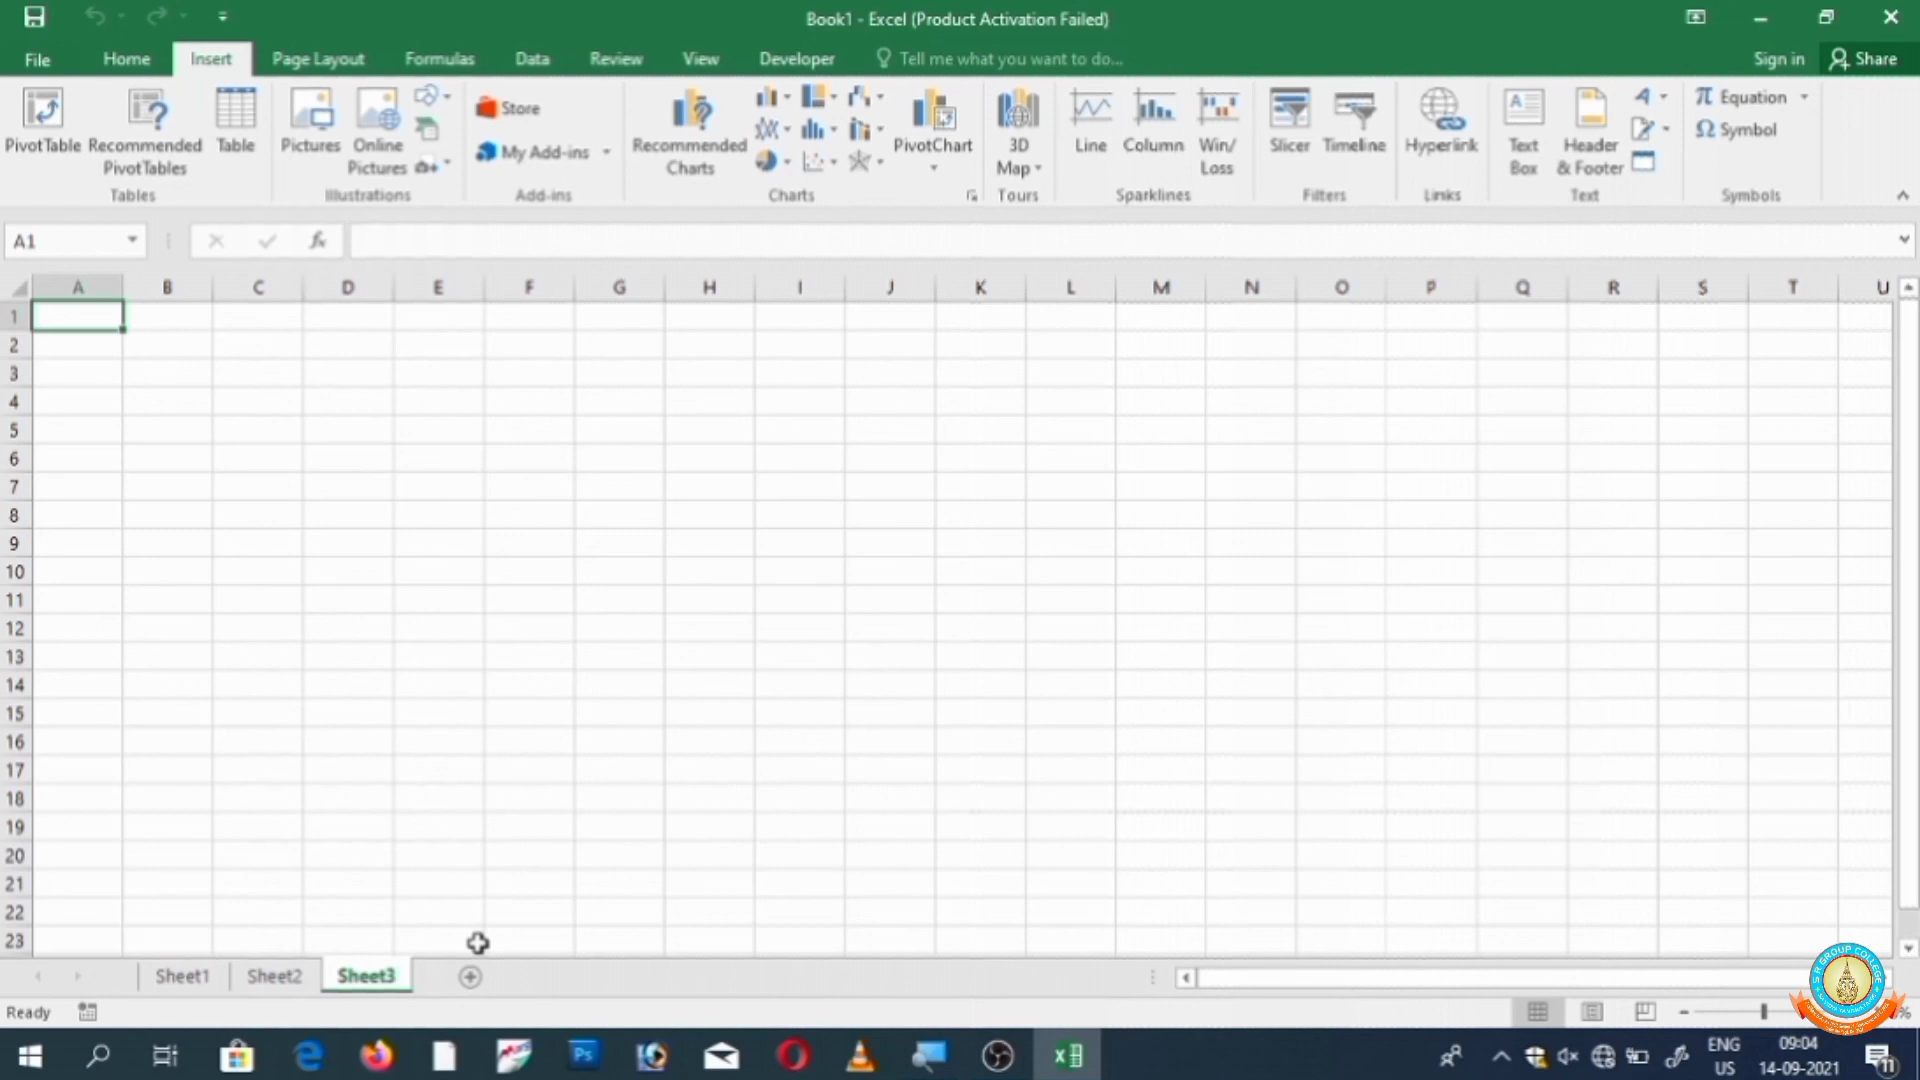 Book1 - Excel (Product Activation Failed)
File Home Insert Page Layout Formulas Data Review View Developer Tell me what you want to do... Sign in Share
PivotTable Recommended PivotTables Table
Tables
Pictures Online Pictures
Illustrations
Store
My Add-ins
Add-ins
Recommended Charts
PivotChart
Charts
3D Map
Tours
Line Column Win/Loss
Sparklines
Slicer Timeline
Filters
Hyperlink
Links
Text Box Header & Footer
Text
Equation
Symbol
Symbols
A1
fx
A B C D E F G H I J K L M N O P Q R S T U
1
2
3
4
5
6
7
8
9
10
11
12
13
14
15
16
17
18
19
20
21
22
23
Sheet1 Sheet2 Sheet3
Ready
S R GROUP COLLEGE
ENG
US
09:04
14-09-2021
11